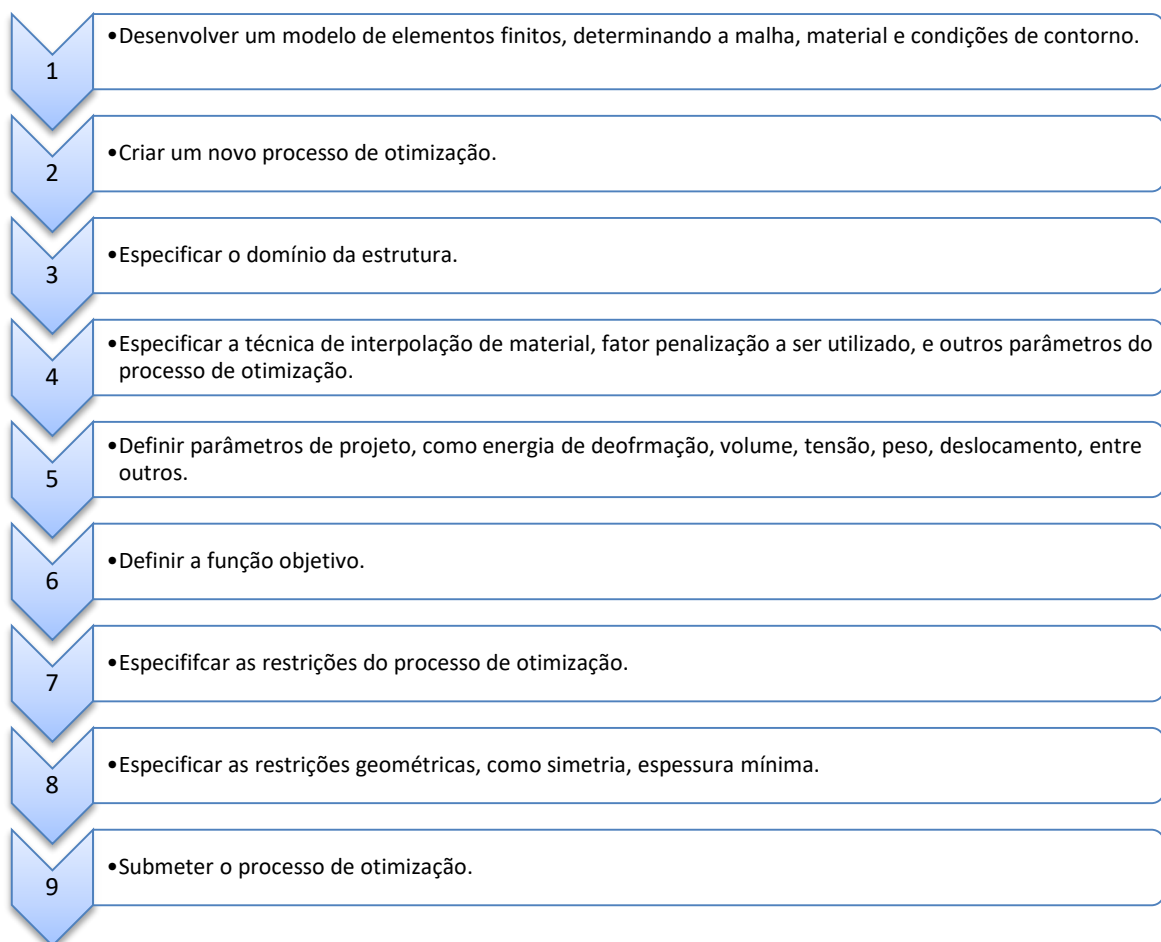 1
•Desenvolver um modelo de elementos finitos, determinando a malha, material e condições de contorno.
2
•Criar um novo processo de otimização.
3
•Especificar o domínio da estrutura.
4
•Especificar a técnica de interpolação de material, fator penalização a ser utilizado, e outros parâmetros do
processo de otimização.
5
•Definir parâmetros de projeto, como energia de deofrmação, volume, tensão, peso, deslocamento, entre
outros.
6
•Definir a função objetivo.
7
•Especififcar as restrições do processo de otimização.
8
•Especificar as restrições geométricas, como simetria, espessura mínima.
9
•Submeter o processo de otimização.